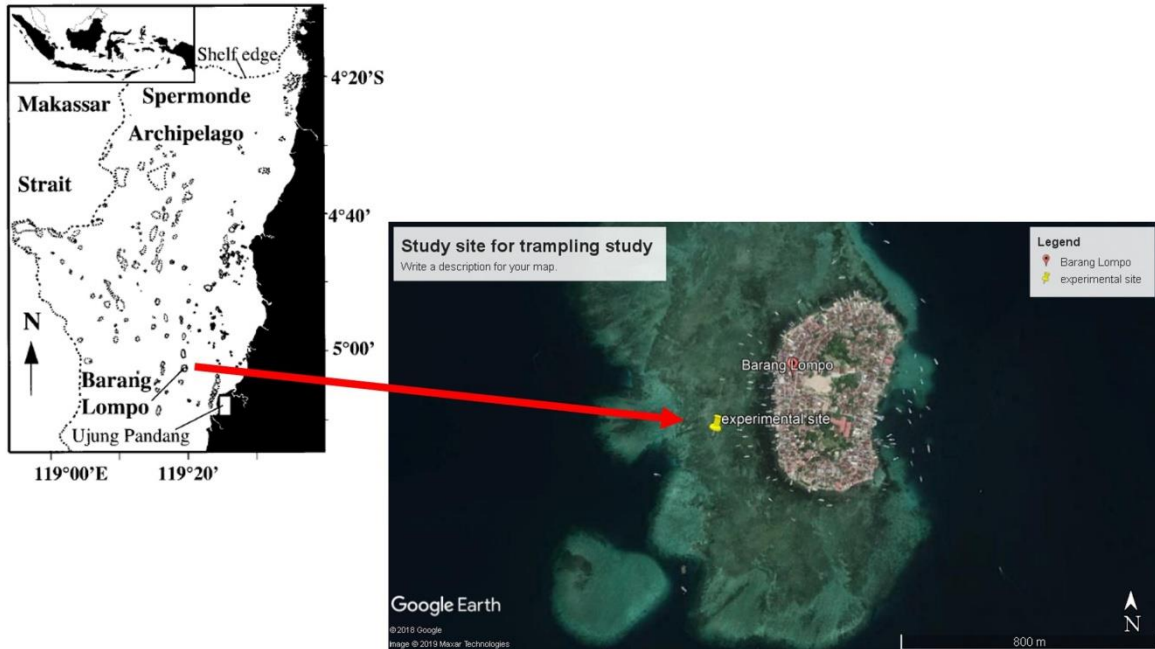 Shelf edge
4°20'S
Makassar
Spermonde
Archipelago
Strait
4°40'
N
5°00'
Barang
Lompo
Ujung Pandang
119°00'E
119°20'
Study site for trampling study
Write a description for your map.
Legend
Barang Lompo
experimental site
Barang Lompo
experimental site
Google Earth
© 2018 Google
Image © 2019 Maxar Technologies
800 m
N